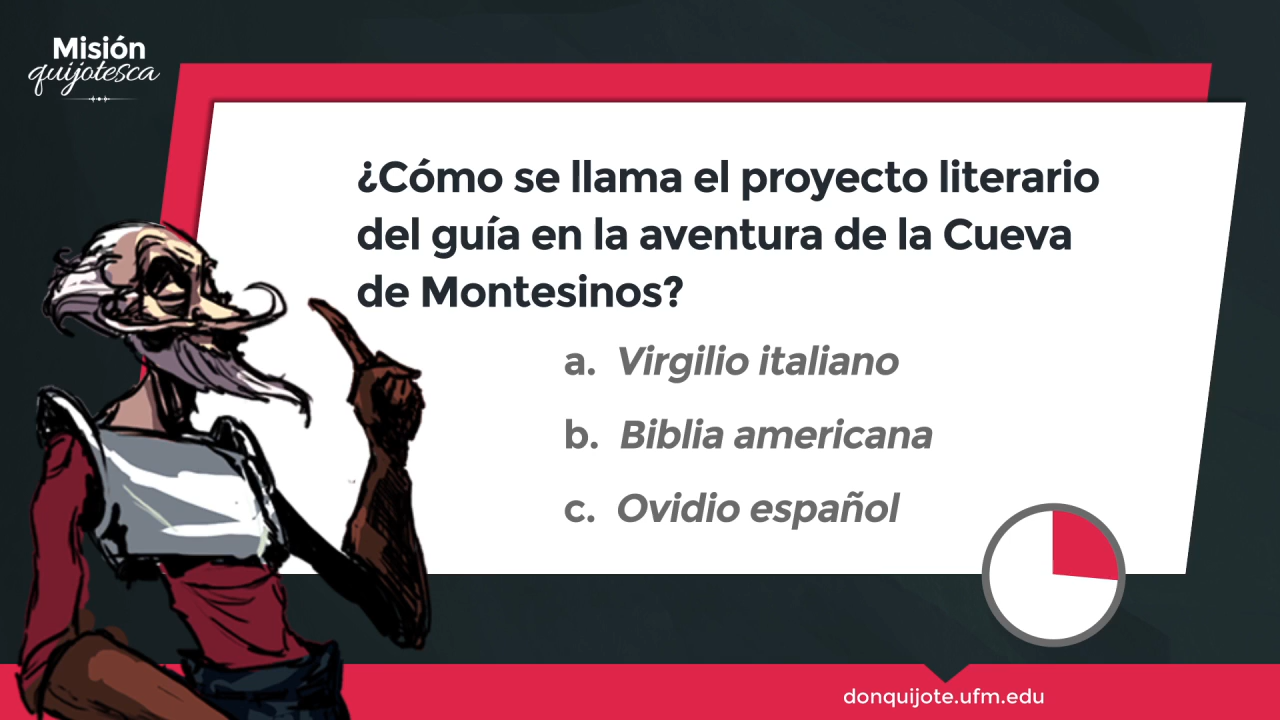 Misión
quijotesca
¿Cómo se llama el proyecto literario
del guía en la aventura de la Cueva
de Montesinos?
a. Virgilio italiano
b. Biblia americana
c. Ovidio español
donquijote.ufm.edu